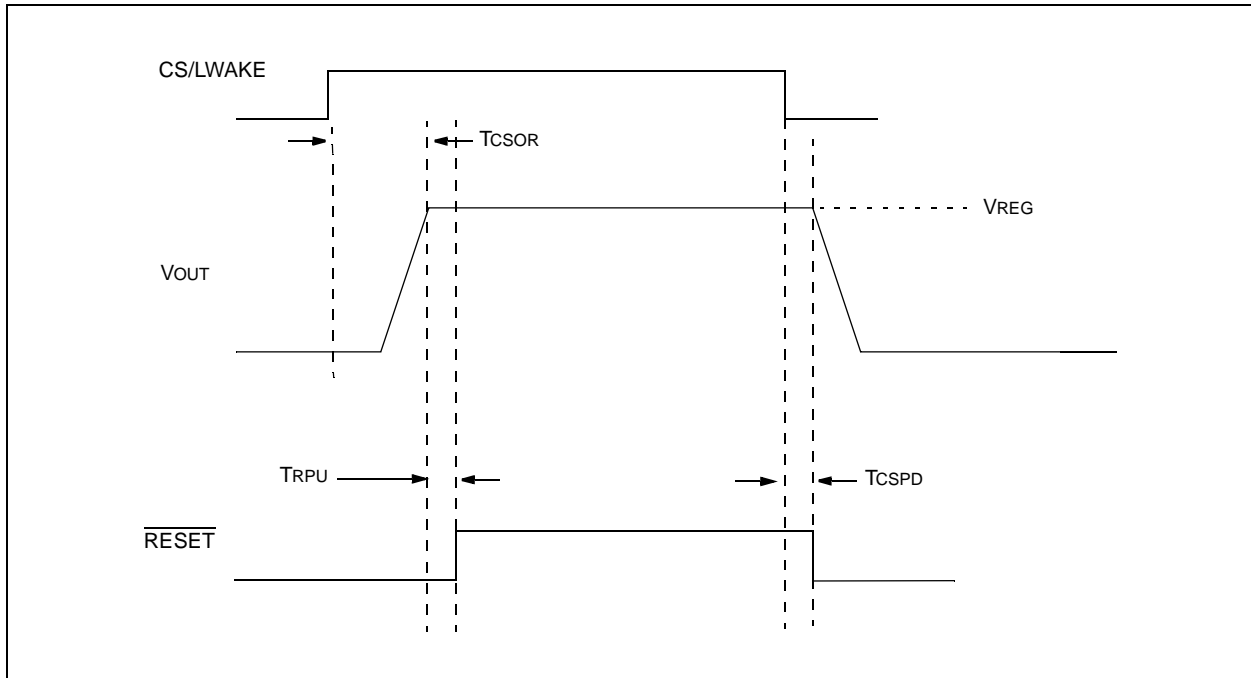 CS/LWAKE
TCSOR
VREG
VOUT
TRPU
TCSPD
RESET